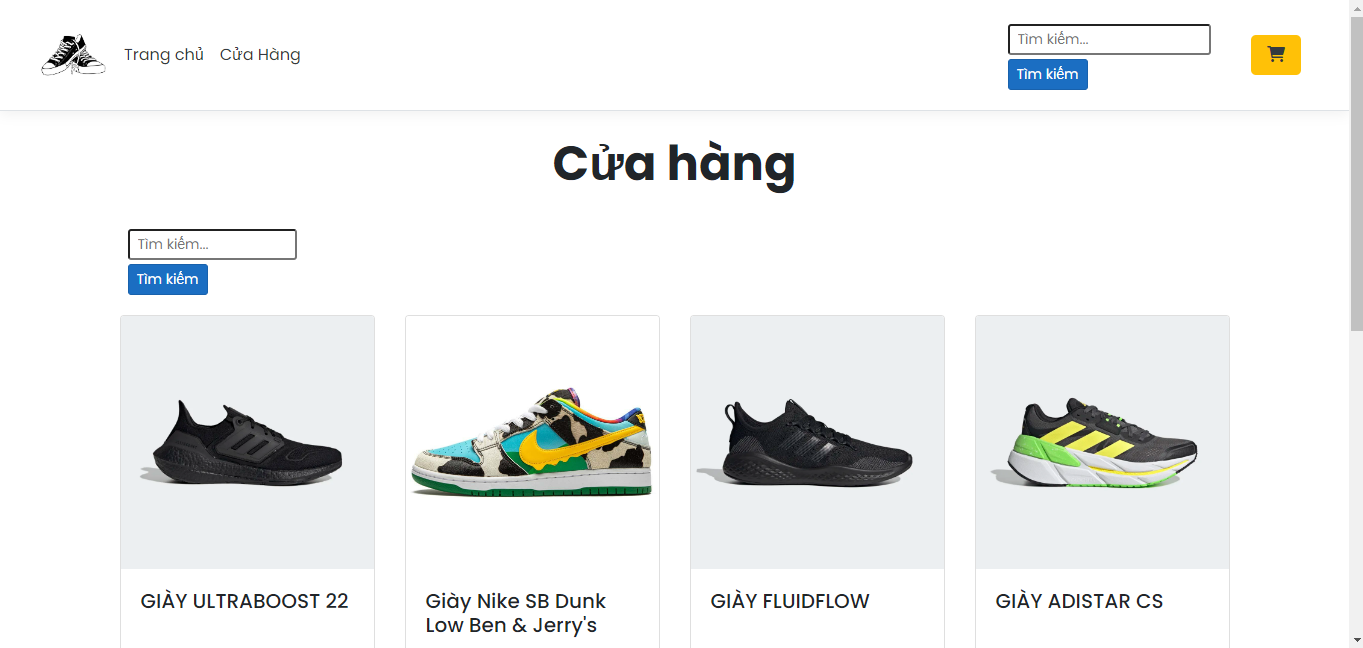 Trang chủ Cửa Hàng
Tìm kiếm...
Tìm kiếm
Cửa hàng
Tìm kiếm...
Tìm kiếm
GIÀY ULTRABOOST 22
Giày Nike SB Dunk
Low Ben & Jerry's
GIÀY FLUIDFLOW
GIÀY ADISTAR CS